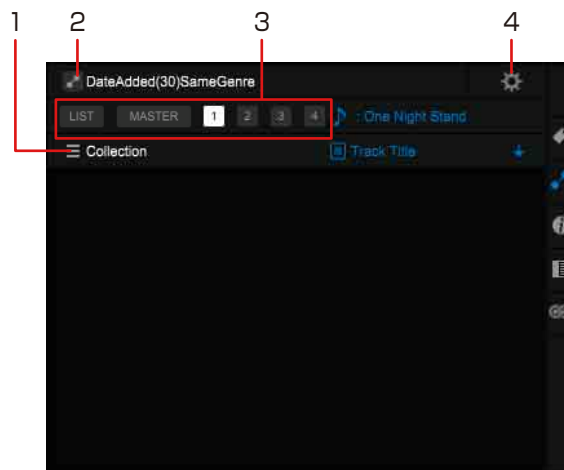 1 2 3 4
DateAdded(30)SameGenre
LIST MASTER 1 2 3 4 : One Night Stand
Collection Track Title